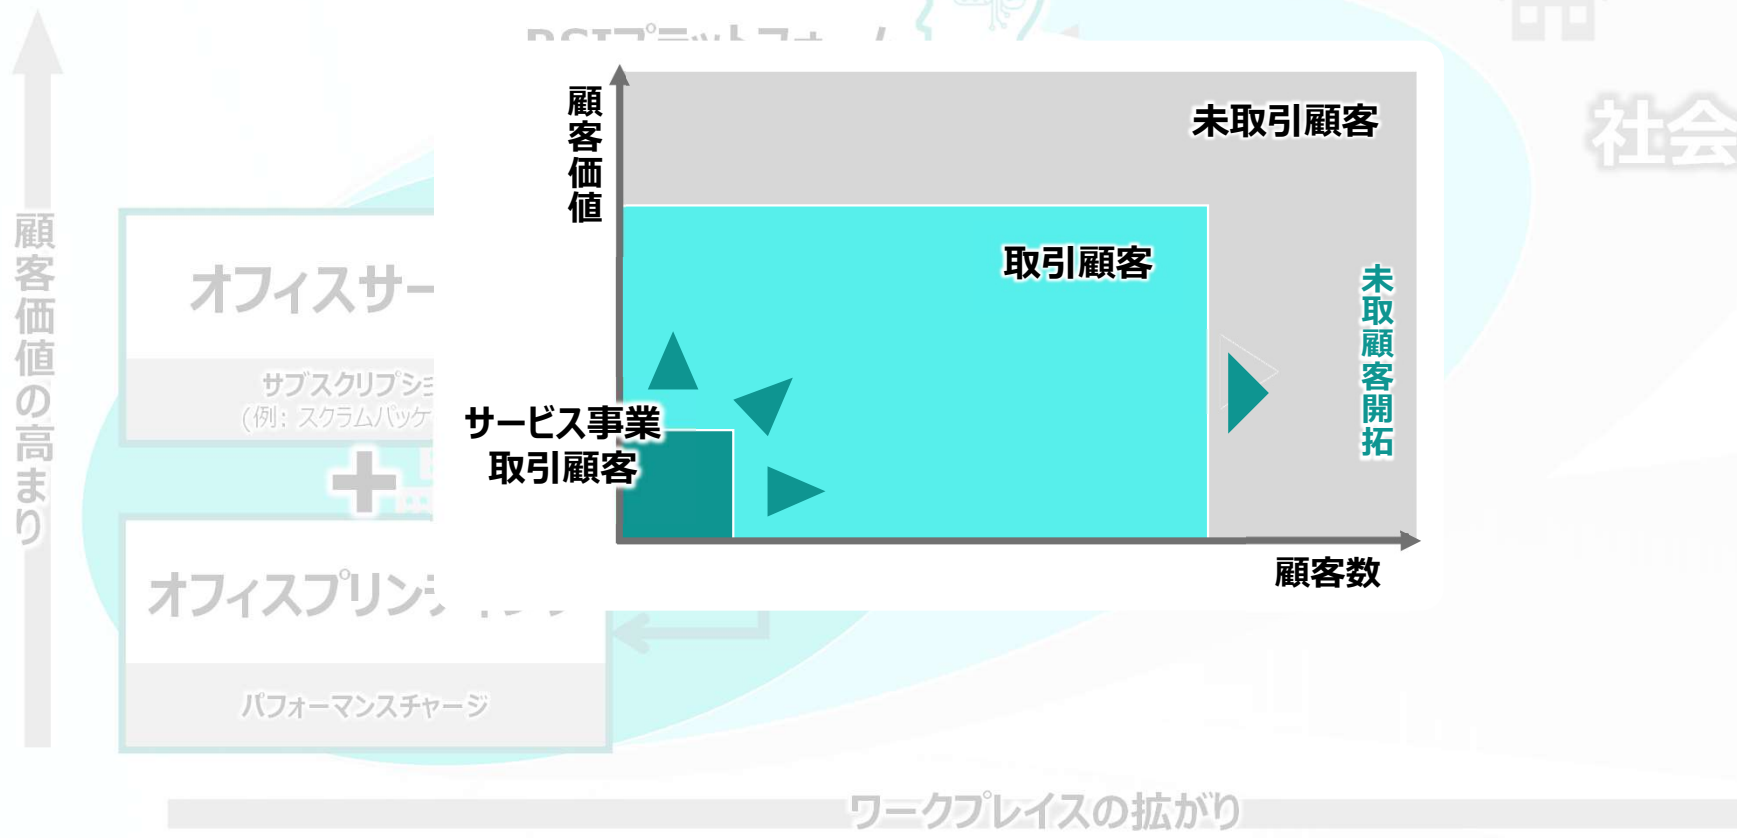 顧客価値
未取引顧客
取引顧客
未取顧客開拓
サービス事業
取引顧客
顧客数
社会
顧客価値の高まり
オフィスサー
サブスクリプショ
(例：スクラムパッケ
+
オフィスプリン
パフォーマンスチャージ
ワークプレイスの拡がり